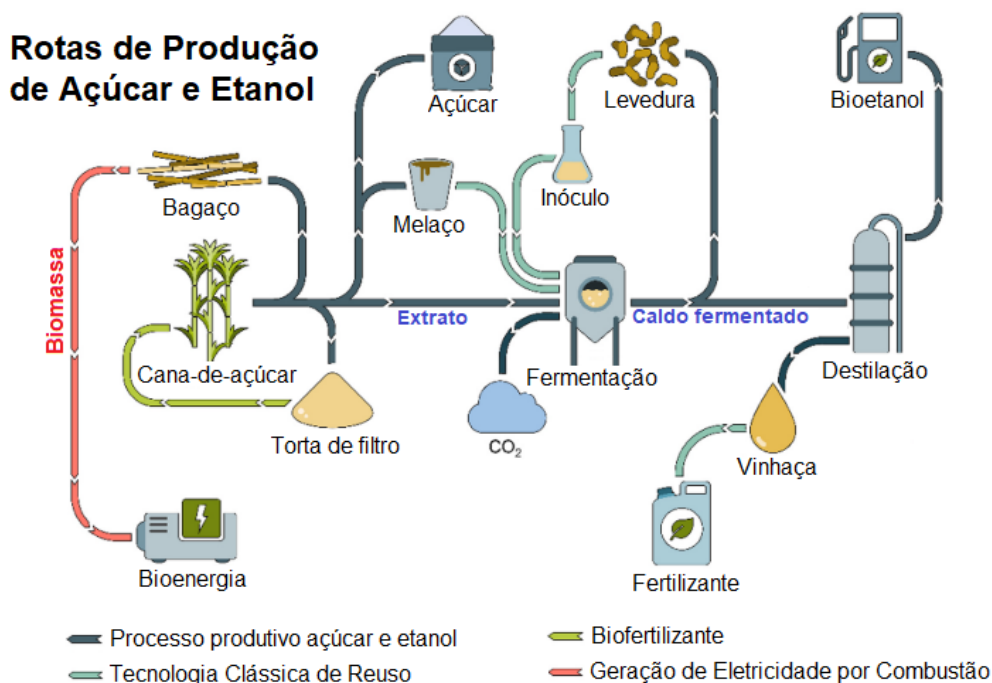 Rotas de Produção
de Açúcar e Etanol
Açúcar
Levedura
Bioetanol
Bagaço
Melaço
Inóculo
Biomassa
Extrato
Caldo fermentado
Cana-de-açúcar
Fermentação
Destilação
Torta de filtro
CO₂
Vinhaça
Bioenergia
Fertilizante
Processo produtivo açúcar e etanol
Biofertilizante
Tecnologia Clássica de Reuso
Geração de Eletricidade por Combustão